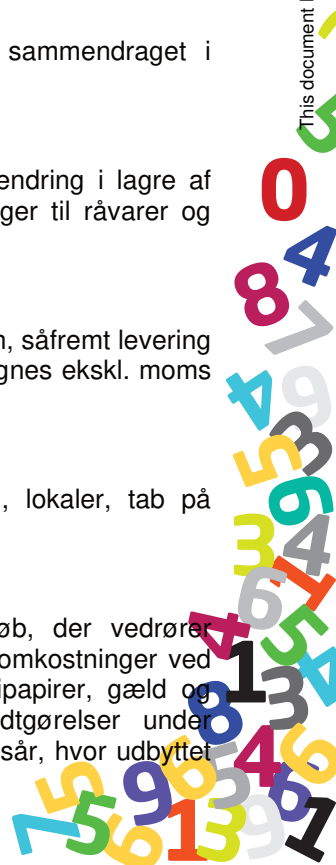 sammendraget i
This document
endring i lagre af
ger til råvarer og
n, såfremt levering
gnes ekskl. moms
, lokaler, tab på
øb, der vedrører
omkostninger ved
ipapirer, gæld og
dtgørelser under
sår, hvor udbyttet